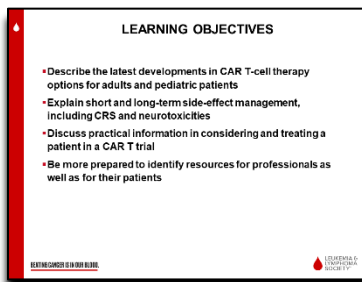 LEARNING OBJECTIVES
▪Describe the latest developments in CAR T-cell therapy
options for adults and pediatric patients
▪Explain short and long-term side-effect management,
including CRS and neurotoxicities
▪Discuss practical information in considering and treating a
patient in a CAR T trial
▪Be more prepared to identify resources for professionals as
well as for their patients
BEATING CANCER IS IN OUR BLOOD.
LEUKEMIA &
LYMPHOMA
SOCIETY